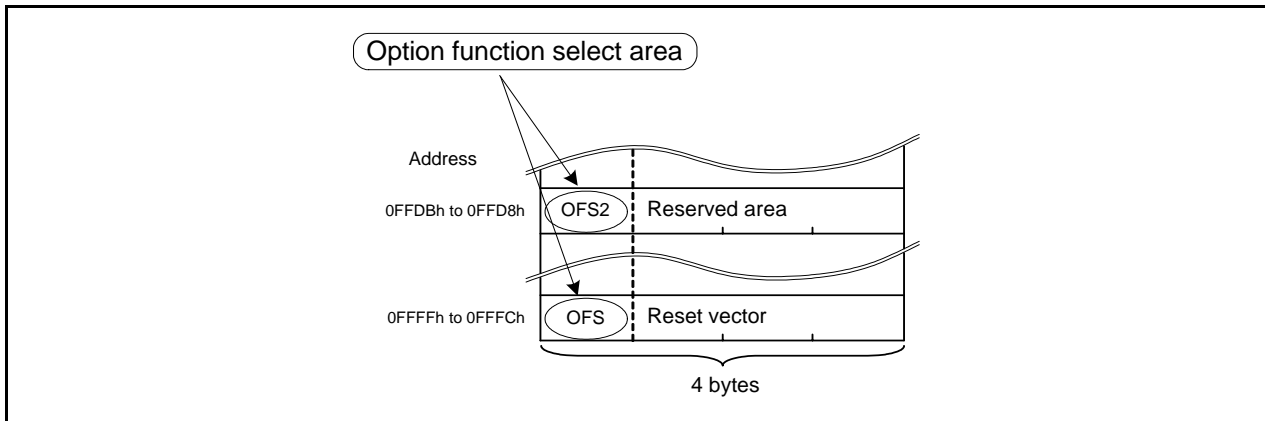 Option function select area
Address
0FFDBh to 0FFD8h OFS2 Reserved area
0FFFFh to 0FFFCh OFS Reset vector
4 bytes